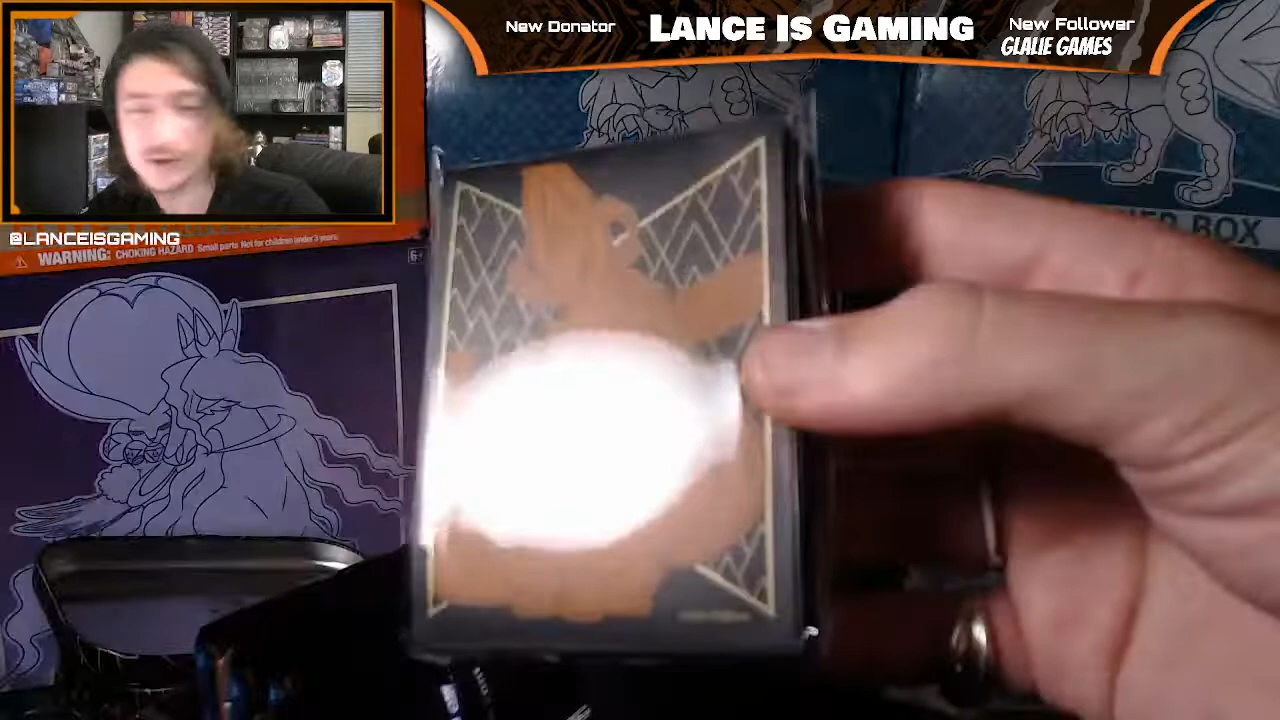 New Donator
LANCE IS GAMING
New Follower
GLALIE GAMES
@LANCEISGAMING
WARNING: CHOKING HAZARD Small parts Not for children under 3 years.
6+
BOX